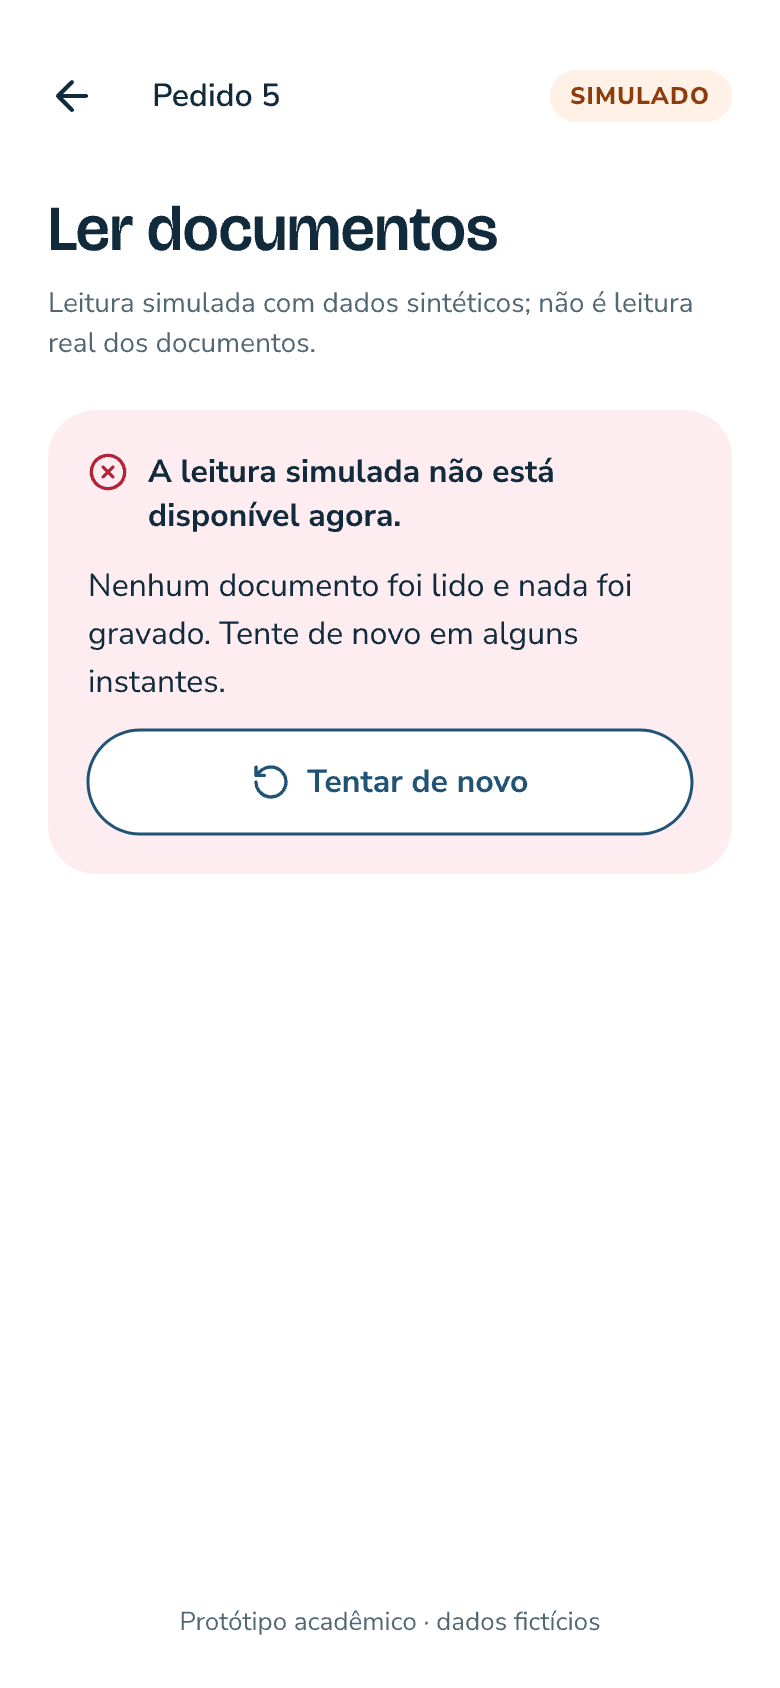 Pedido 5
SIMULADO
Ler documentos
Leitura simulada com dados sintéticos; não é leitura
real dos documentos.
A leitura simulada não está
disponível agora.
Nenhum documento foi lido e nada foi
gravado. Tente de novo em alguns
instantes.
Tentar de novo
Protótipo acadêmico · dados fictícios